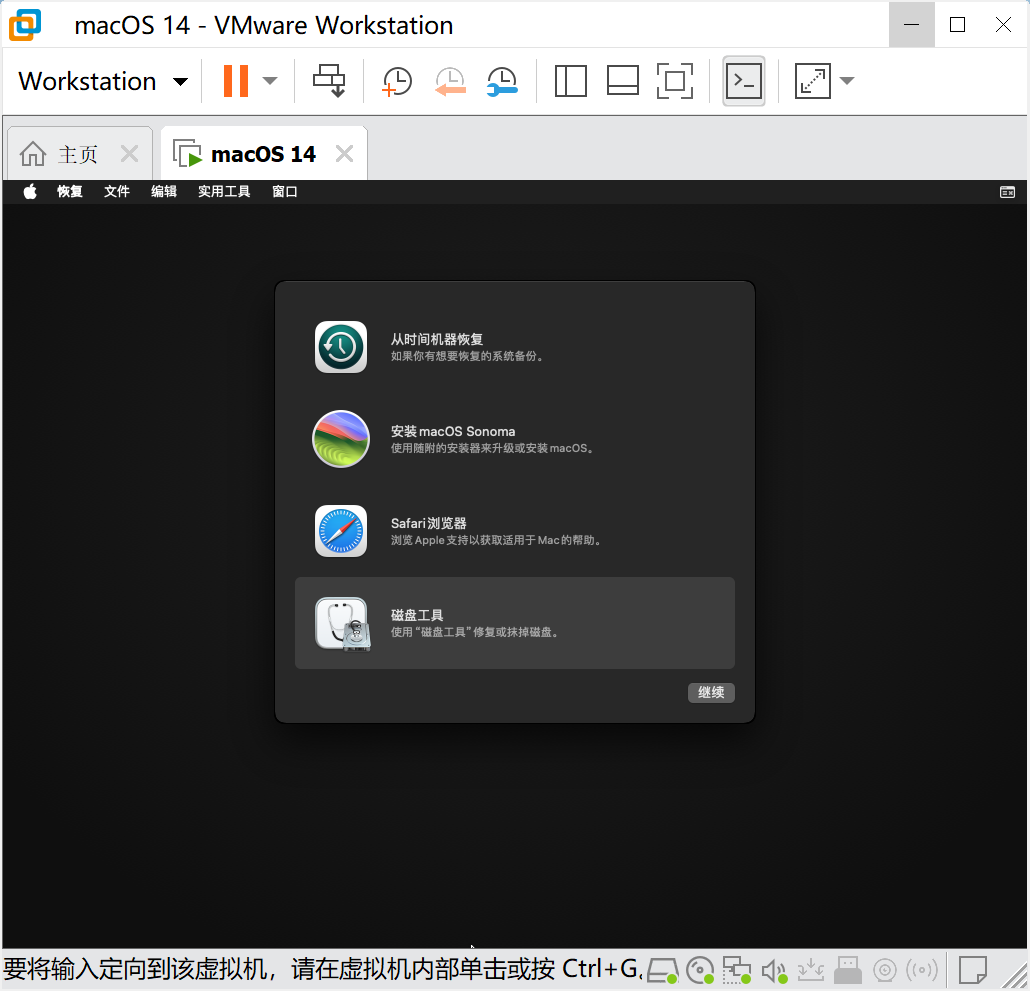 macOS 14 - VMware Workstation
Workstation
主页
macOS 14
恢复 文件 编辑 实用工具 窗口
从时间机器恢复
如果你有想要恢复的系统备份。
安装 macOS Sonoma
使用随附的安装器来升级或安装 macOS。
Safari 浏览器
浏览 Apple 支持以获取适用于 Mac 的帮助。
磁盘工具
使用“磁盘工具”修复或抹掉磁盘。
继续
要将输入定向到该虚拟机，请在虚拟机内部单击或按 Ctrl+G。